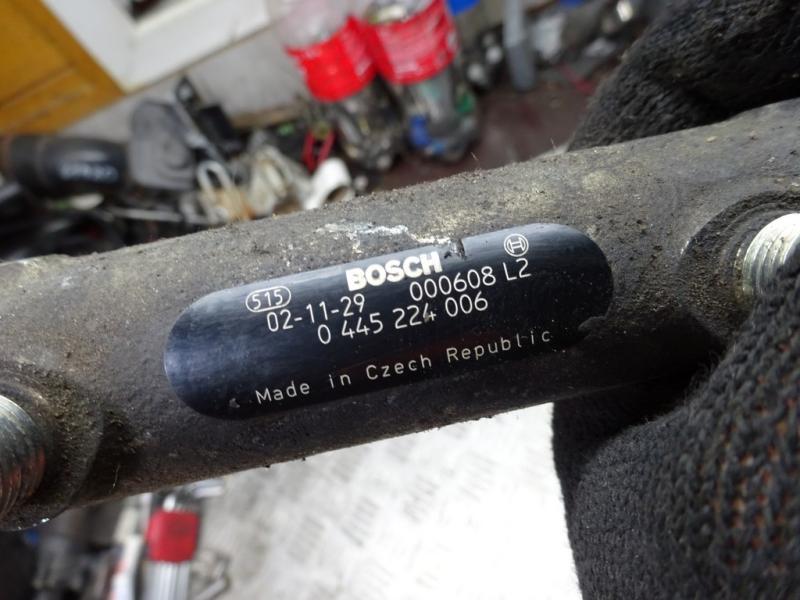 BOSCH
515
02-11-29 000608 L2
0 445 224 006
Made in Czech Republic